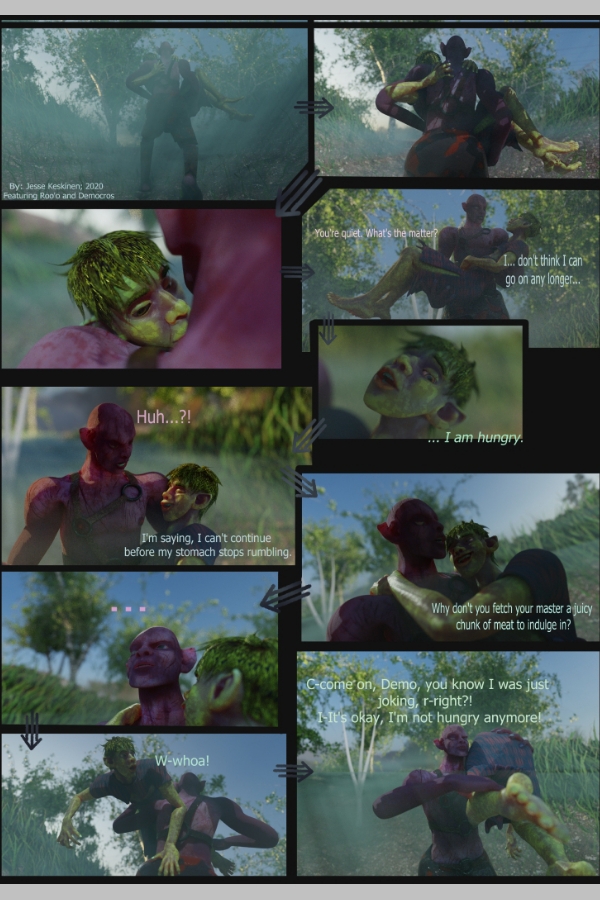 By: Jesse Keskinen; 2020
Featuring Roo'o and Democros
You're quiet. What's the matter?
I... don't think I can
go on any longer...
... I am hungry.
Huh...?!
I'm saying, I can't continue
before my stomach stops rumbling.
Why don't you fetch your master a juicy
chunk of meat to indulge in?
...
W-whoa!
C-come on, Demo, you know I was just
joking, r-right?!
I-It's okay, I'm not hungry anymore!